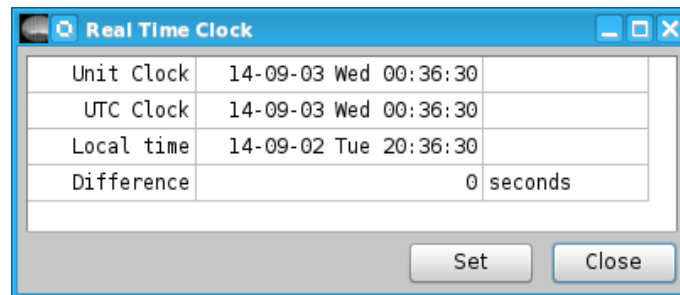 Real Time Clock
Unit Clock 14-09-03 Wed 00:36:30
UTC Clock 14-09-03 Wed 00:36:30
Local time 14-09-02 Tue 20:36:30
Difference 0 seconds
Set Close